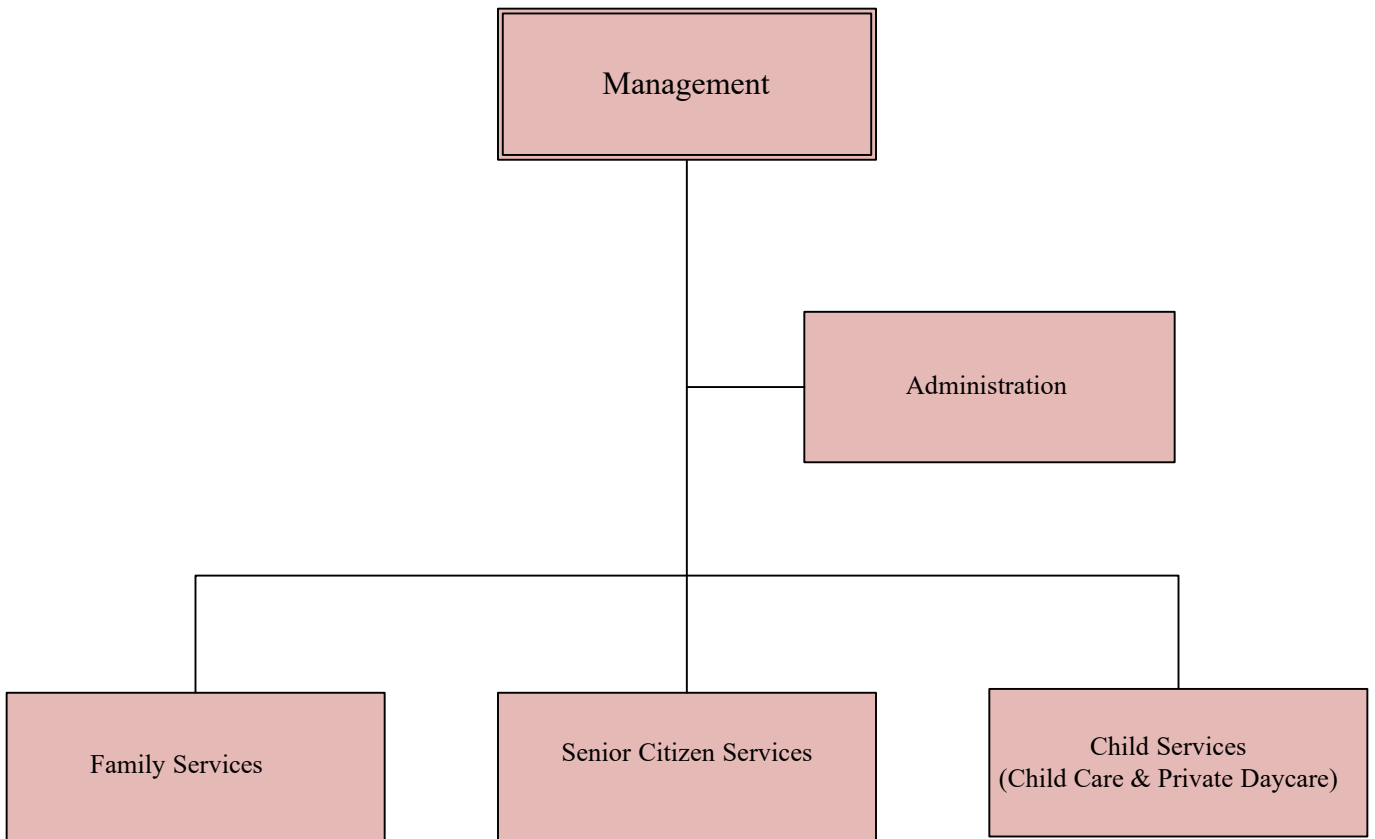 Management
Administration
Family Services
Senior Citizen Services
Child Services
(Child Care & Private Daycare)